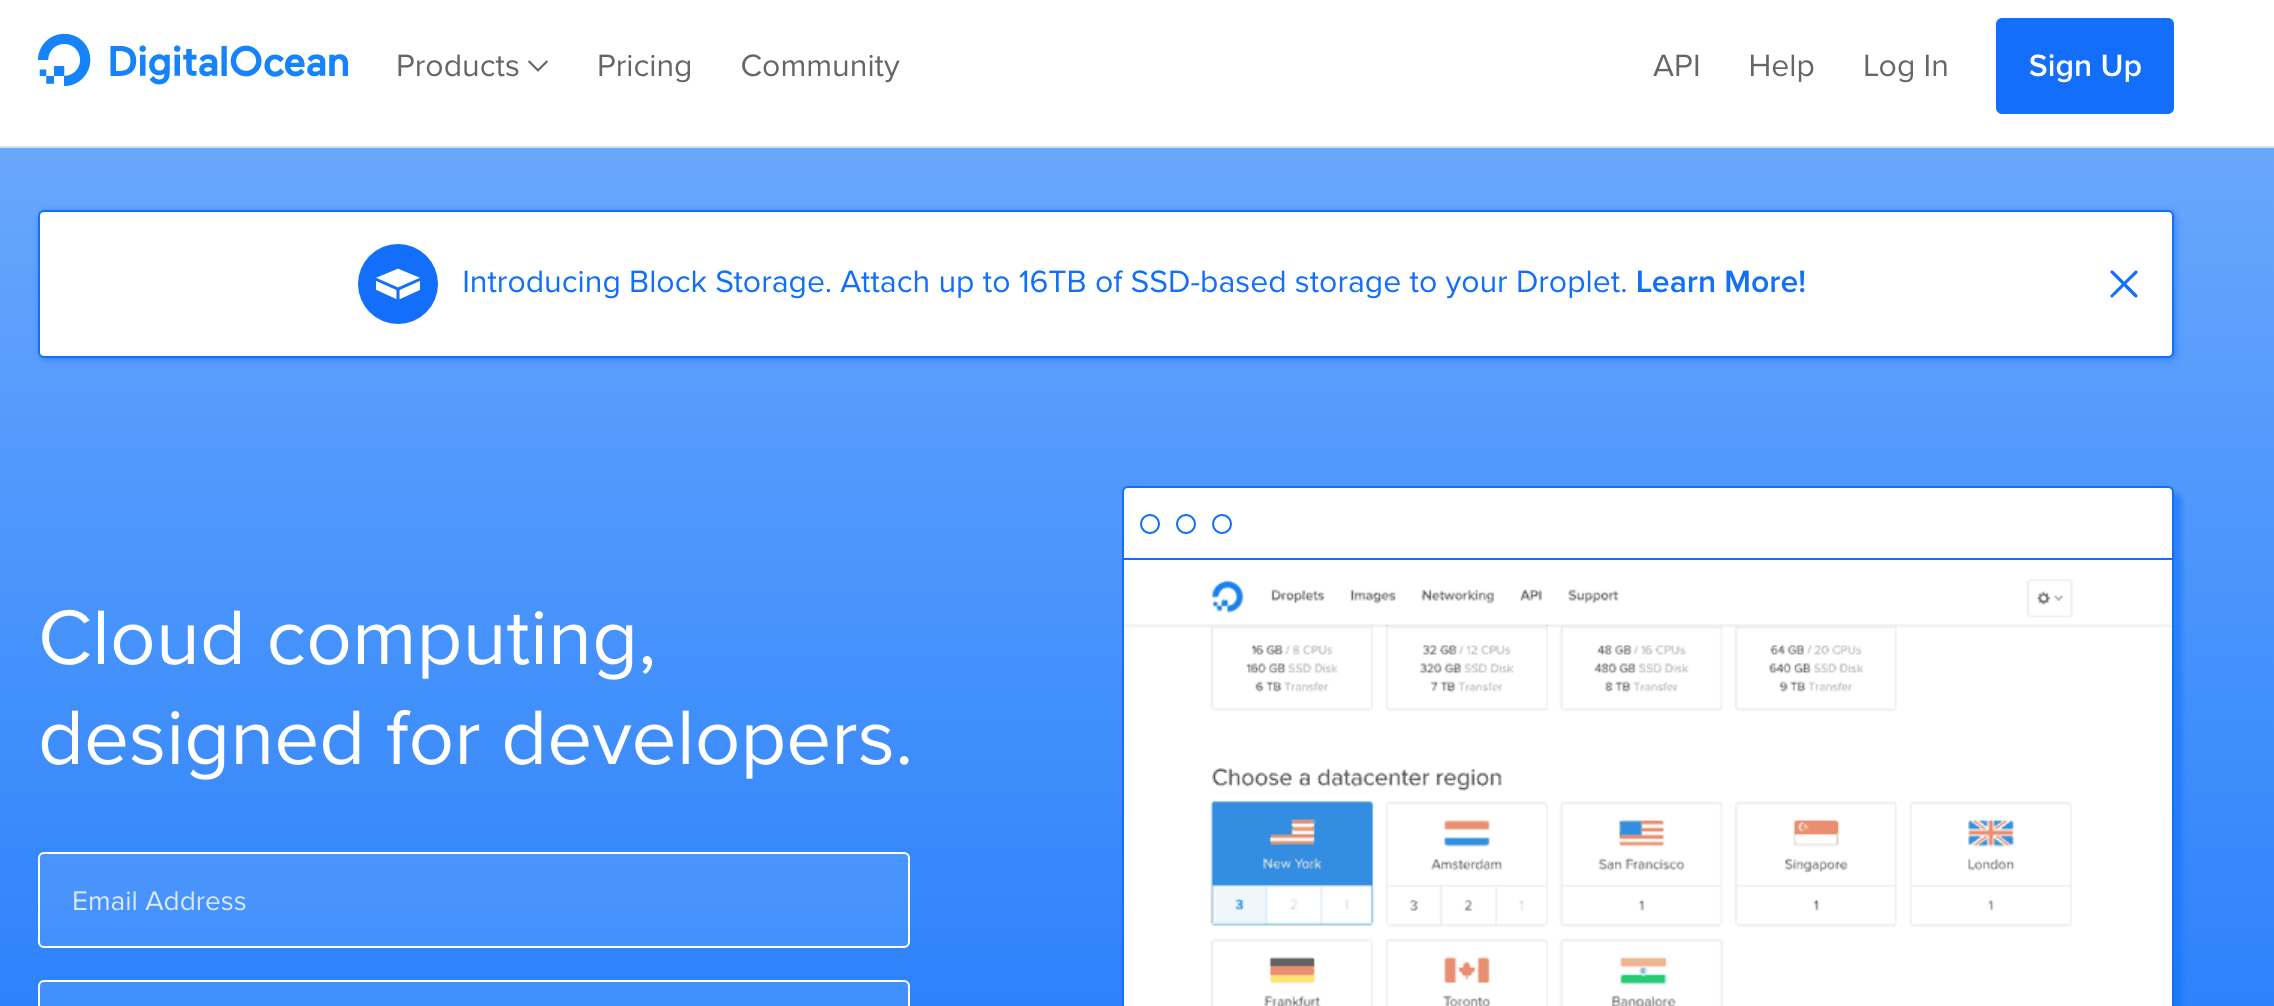 DigitalOcean Products Pricing Community API Help Log In Sign Up
Introducing Block Storage. Attach up to 16TB of SSD-based storage to your Droplet. Learn More!
Cloud computing,
designed for developers.
Email Address
Droplets Images Networking API Support
16 GB / 8 CPUs
160 GB SSD Disk
6 TB Transfer
32 GB / 12 CPUs
320 GB SSD Disk
7 TB Transfer
48 GB / 16 CPUs
480 GB SSD Disk
8 TB Transfer
64 GB / 20 CPUs
640 GB SSD Disk
9 TB Transfer
Choose a datacenter region
New York
3 2 1
Amsterdam
3 2 1
San Francisco
1
Singapore
1
London
1
Frankfurt
Toronto
Bangalore